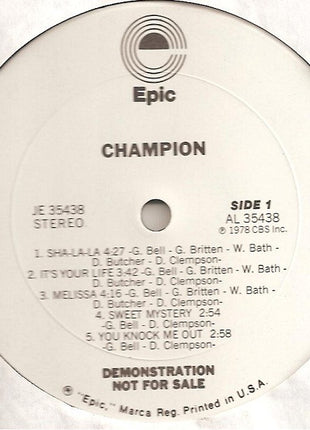 Epic
CHAMPION
JE 35438
STEREO
SIDE 1
AL 35438
℗ 1978 CBS Inc.
1. SHA-LA-LA 4:27 -G. Bell - G. Britten - W. Bath -
D. Butcher - D. Clempson-
2. IT'S YOUR LIFE 3:42 -G. Bell - G. Britten - W. Bath -
D. Butcher - D. Clempson-
3. MELISSA 4:16 -G. Bell - G. Britten - W. Bath -
D. Butcher - D. Clempson-
4. SWEET MYSTERY 2:54
-G. Bell - D. Clempson-
5. YOU KNOCK ME OUT 2:58
-G. Bell - D. Clempson-
DEMONSTRATION
NOT FOR SALE
® "Epic," Marca Reg. Printed in U.S.A.